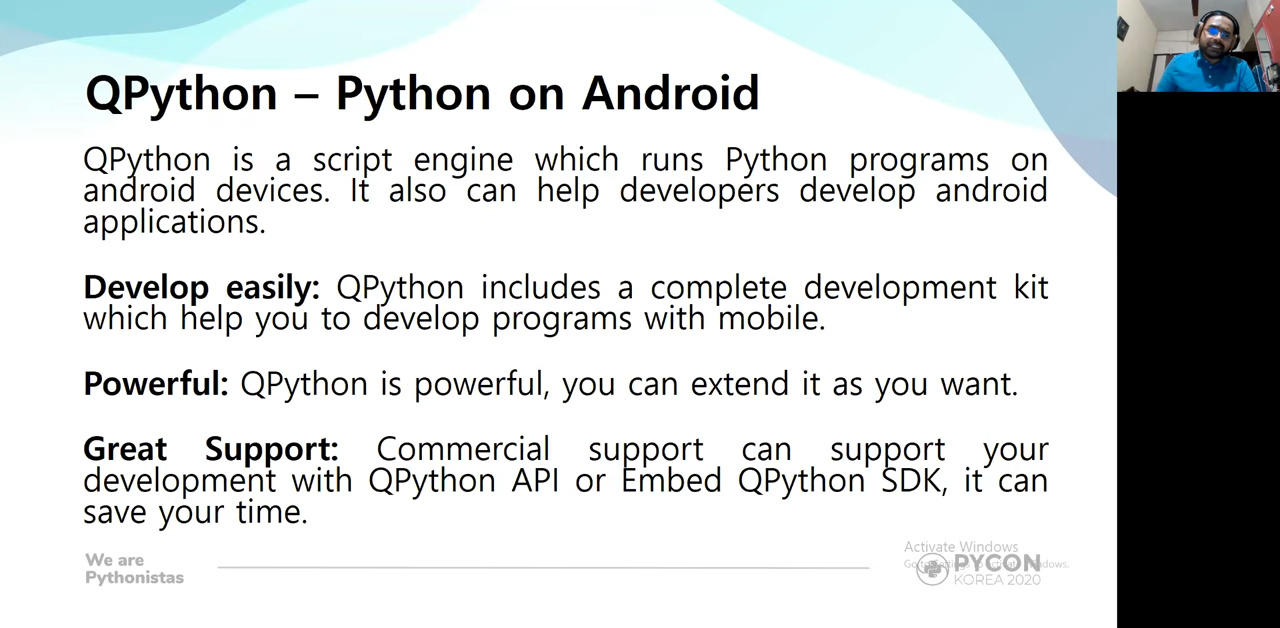 QPython – Python on Android
QPython is a script engine which runs Python programs on
android devices. It also can help developers develop android
applications.
Develop easily: QPython includes a complete development kit
which help you to develop programs with mobile.
Powerful: QPython is powerful, you can extend it as you want.
Great Support: Commercial support can support your
development with QPython API or Embed QPython SDK, it can
save your time.
We are
Pythonistas
Activate Windows
PYCON
KOREA 2020